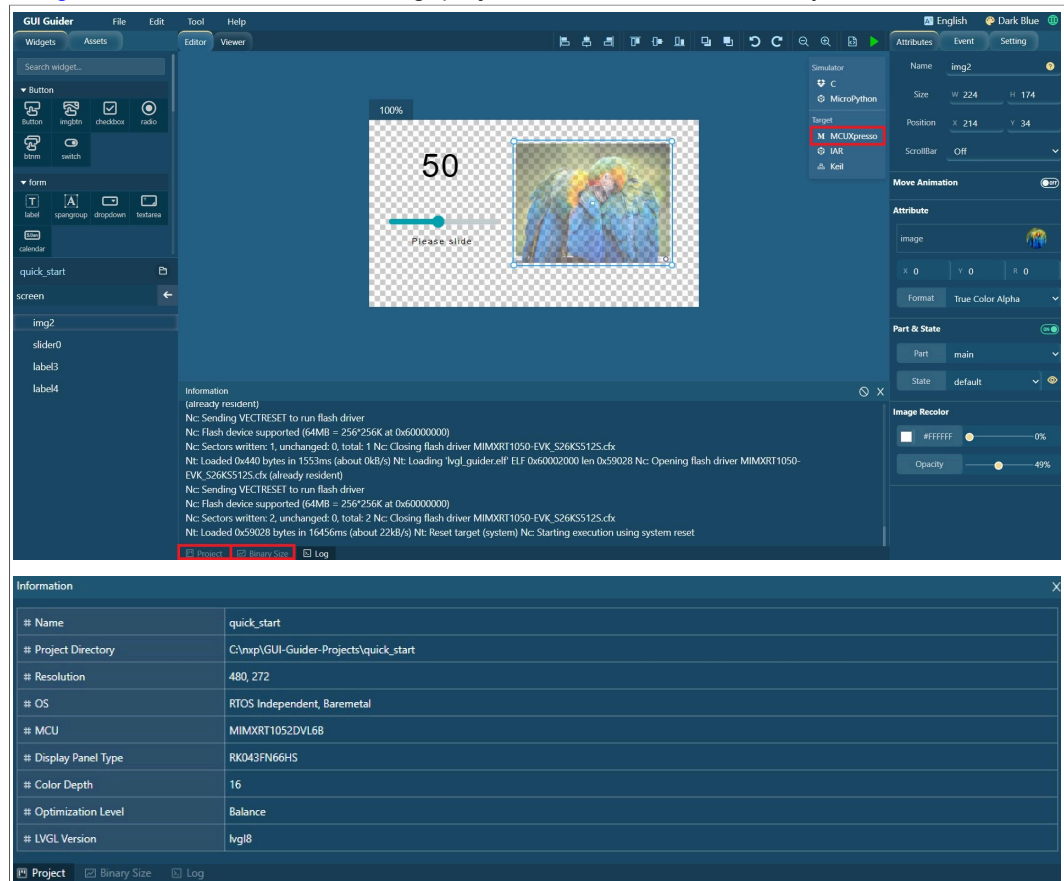 GUI Guider File Edit Tool Help English Dark Blue
Widgets Assets Editor Viewer Attributes Event Setting
Search widget...
▾ Button
Button imgbtn checkbox radio
btnm switch
▾ form
label spangroup dropdown textarea
calendar
quick_start
screen
img2
slider0
label3
label4
100%
50
Please slide
Simulator
C
MicroPython
Target
M MCUXpresso
IAR
Keil
Name img2
Size W 224 H 174
Position X 214 Y 34
ScrollBar Off
Move Animation OFF
Attribute
image
X 0 Y 0 R 0
Format True Color Alpha
Part & State ON
Part main
State default
Image Recolor
#FFFFFF 0%
Opacity 49%
Information X
(already resident)
Nc: Sending VECTRESET to run flash driver
Nc: Flash device supported (64MB = 256*256K at 0x60000000)
Nc: Sectors written: 1, unchanged: 0, total: 1 Nc: Closing flash driver MIMXRT1050-EVK_S26KS512S.cfx
Nt: Loaded 0x440 bytes in 1553ms (about 0kB/s) Nt: Loading 'lvgl_guider.elf' ELF 0x60002000 len 0x59028 Nc: Opening flash driver MIMXRT1050-
EVK_S26KS512S.cfx (already resident)
Nc: Sending VECTRESET to run flash driver
Nc: Flash device supported (64MB = 256*256K at 0x60000000)
Nc: Sectors written: 2, unchanged: 0, total: 2 Nc: Closing flash driver MIMXRT1050-EVK_S26KS512S.cfx
Nt: Loaded 0x59028 bytes in 16456ms (about 22kB/s) Nt: Reset target (system) Nc: Starting execution using system reset
Project Binary Size Log
Information X
# Name quick_start
# Project Directory C:\nxp\GUI-Guider-Projects\quick_start
# Resolution 480, 272
# OS RTOS Independent, Baremetal
# MCU MIMXRT1052DVL6B
# Display Panel Type RK043FN66HS
# Color Depth 16
# Optimization Level Balance
# LVGL Version lvgl8
Project Binary Size Log